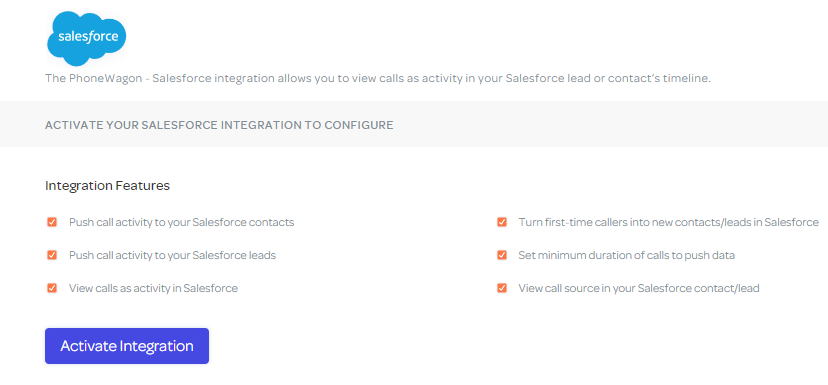 salesforce
The PhoneWagon - Salesforce integration allows you to view calls as activity in your Salesforce lead or contact's timeline.
ACTIVATE YOUR SALESFORCE INTEGRATION TO CONFIGURE
Integration Features
Push call activity to your Salesforce contacts
Turn first-time callers into new contacts/leads in Salesforce
Push call activity to your Salesforce leads
Set minimum duration of calls to push data
View calls as activity in Salesforce
View call source in your Salesforce contact/lead
Activate Integration